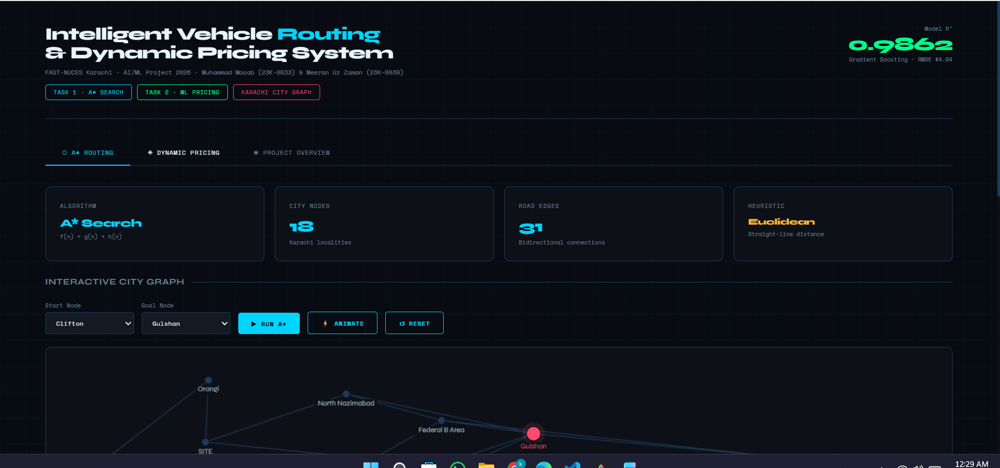 Intelligent Vehicle Routing
& Dynamic Pricing System
FAST-NUCES Karachi · AI/ML Project 2026 · Muhammad Masab (23K-0833) & Meeran Uz Zaman (23K-0039)
TASK 1 · A* SEARCH
TASK 2 · ML PRICING
KARACHI CITY GRAPH
Model R²
0.9862
Gradient Boosting · RMSE $4.04
⬡ A* ROUTING
◈ DYNAMIC PRICING
◉ PROJECT OVERVIEW
ALGORITHM
A* Search
f(n) = g(n) + h(n)
CITY NODES
18
Karachi localities
ROAD EDGES
31
Bidirectional connections
HEURISTIC
Euclidean
Straight-line distance
INTERACTIVE CITY GRAPH
Start Node
Clifton
Goal Node
Gulshan
▶ RUN A*
⚡ ANIMATE
↺ RESET
Orangi
North Nazimabad
Federal B Area
Gulshan
SITE
k
12:29 AM